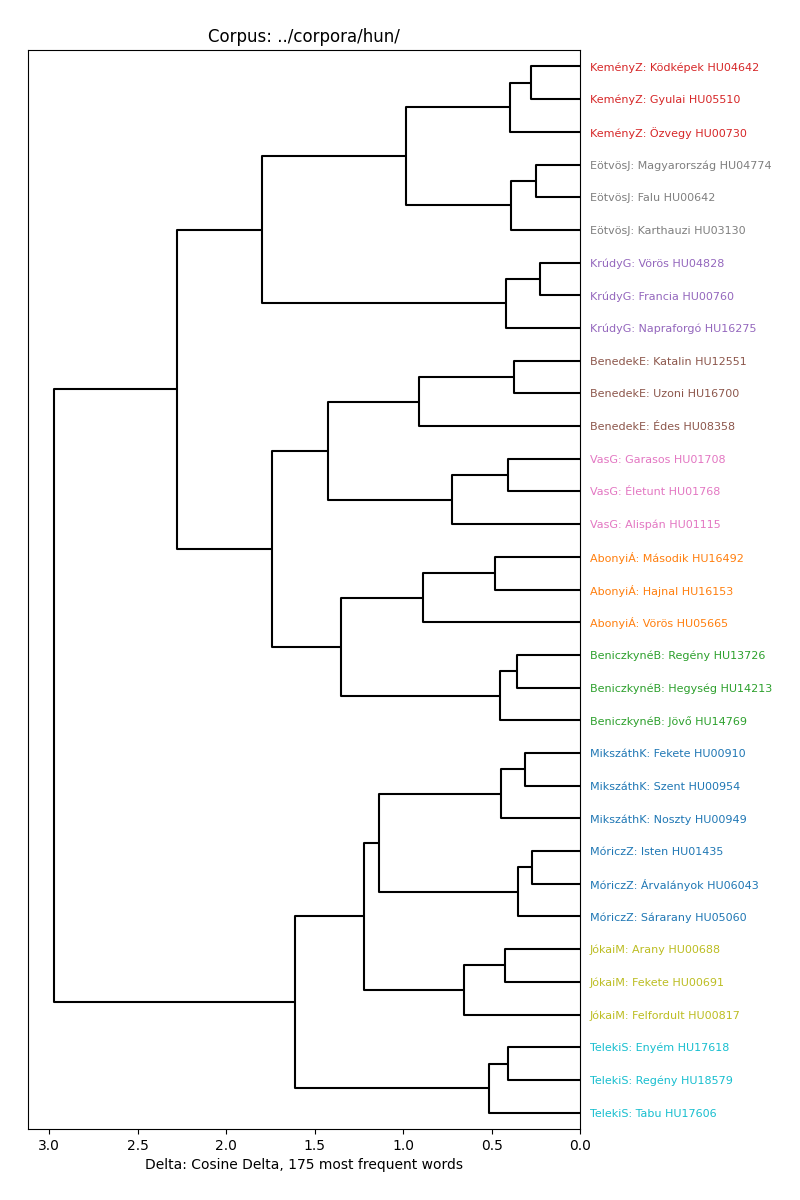 Corpus: ../corpora/hun/
KeményZ: Ködképek HU04642
KeményZ: Gyulai HU05510
KeményZ: Özvegy HU00730
EötvösJ: Magyarország HU04774
EötvösJ: Falu HU00642
EötvösJ: Karthauzi HU03130
KrúdyG: Vörös HU04828
KrúdyG: Francia HU00760
KrúdyG: Napraforgó HU16275
BenedekE: Katalin HU12551
BenedekE: Uzoni HU16700
BenedekE: Édes HU08358
VasG: Garasos HU01708
VasG: Életunt HU01768
VasG: Alispán HU01115
AbonyiÁ: Második HU16492
AbonyiÁ: Hajnal HU16153
AbonyiÁ: Vörös HU05665
BeniczkynéB: Regény HU13726
BeniczkynéB: Hegység HU14213
BeniczkynéB: Jövő HU14769
MikszáthK: Fekete HU00910
MikszáthK: Szent HU00954
MikszáthK: Noszty HU00949
MóriczZ: Isten HU01435
MóriczZ: Árvalányok HU06043
MóriczZ: Sárarany HU05060
JókaiM: Arany HU00688
JókaiM: Fekete HU00691
JókaiM: Felfordult HU00817
TelekiS: Enyém HU17618
TelekiS: Regény HU18579
TelekiS: Tabu HU17606
3.0 2.5 2.0 1.5 1.0 0.5 0.0
Delta: Cosine Delta, 175 most frequent words